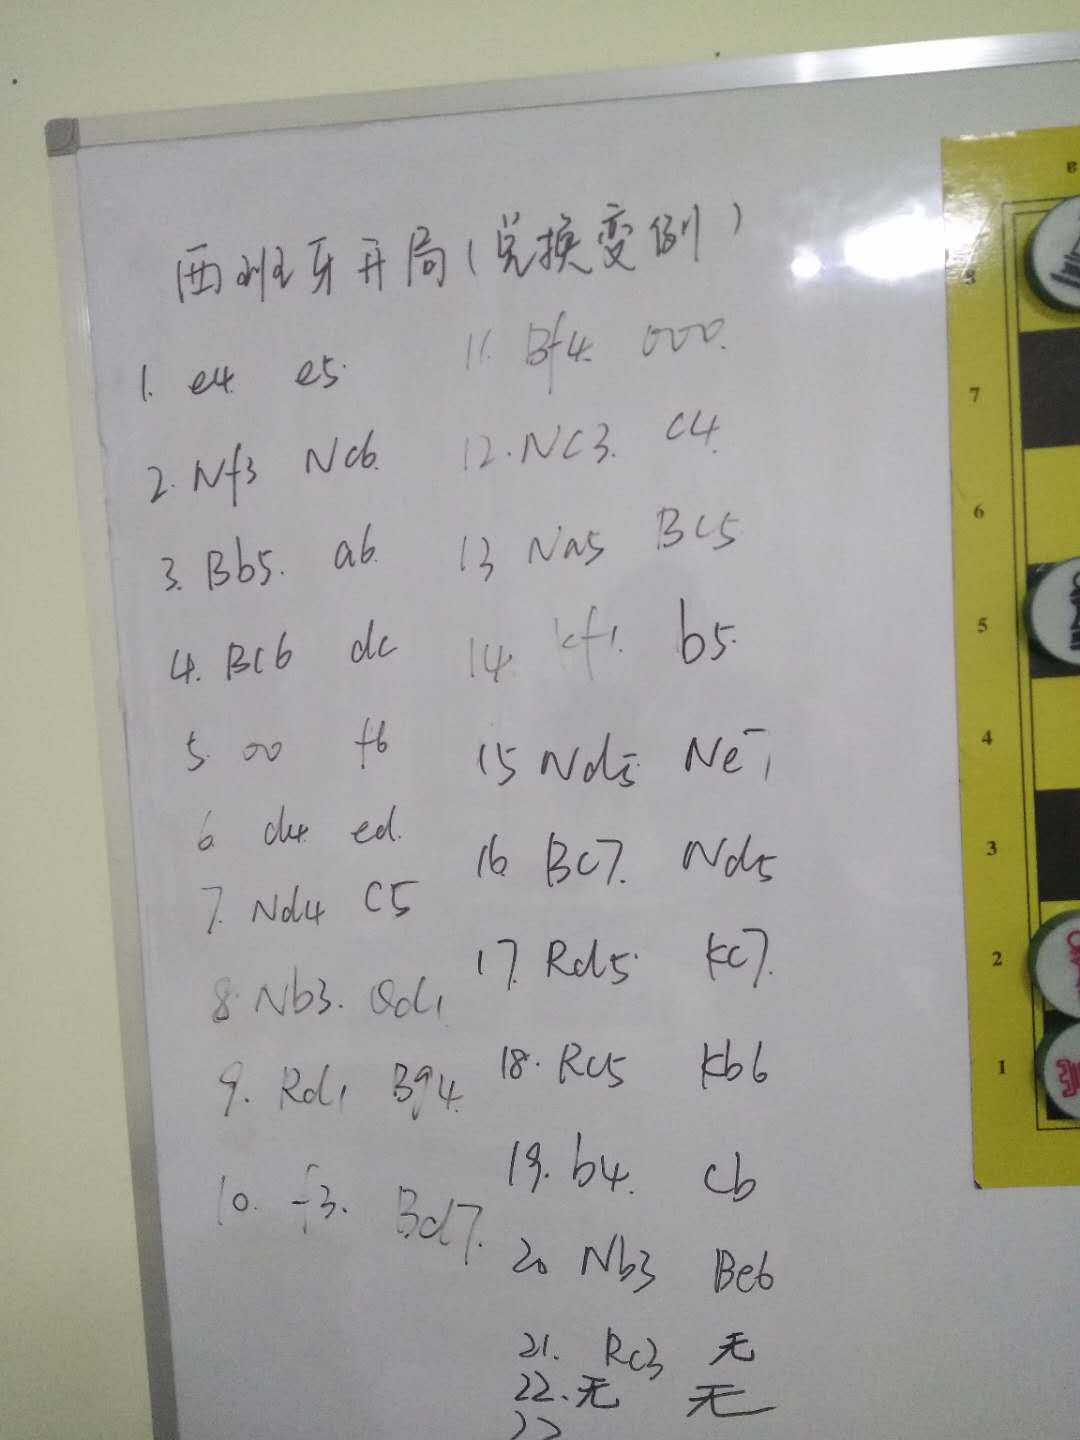 西班牙开局(兑换变例)
1. e4 e5.
2. Nf3 Nc6.
3. Bb5. a6.
4. Bc6 dc
5. 00 f6
6. d4 ed.
7. Nd4 C5
8. Nb3. Qd1
9. Rd1 Bg4.
10. f3. Bd7.
11. Bf4. 000.
12. NC3. C4.
13 Na5 BC5
14. kf1. b5.
15 Nd5 Ne7
16 BC7. Nd5
17. Rd5. KC7.
18. Rc5 Kb6
19. b4. cb
20 Nb3 Be6
21. Rc3 无
22. 无 无
8
7
6
5
4
3
2
1